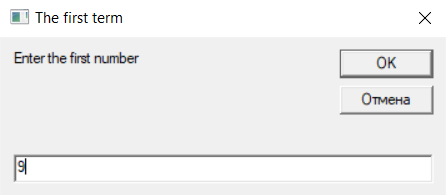 The first term
Enter the first number
OK
Отмена
9